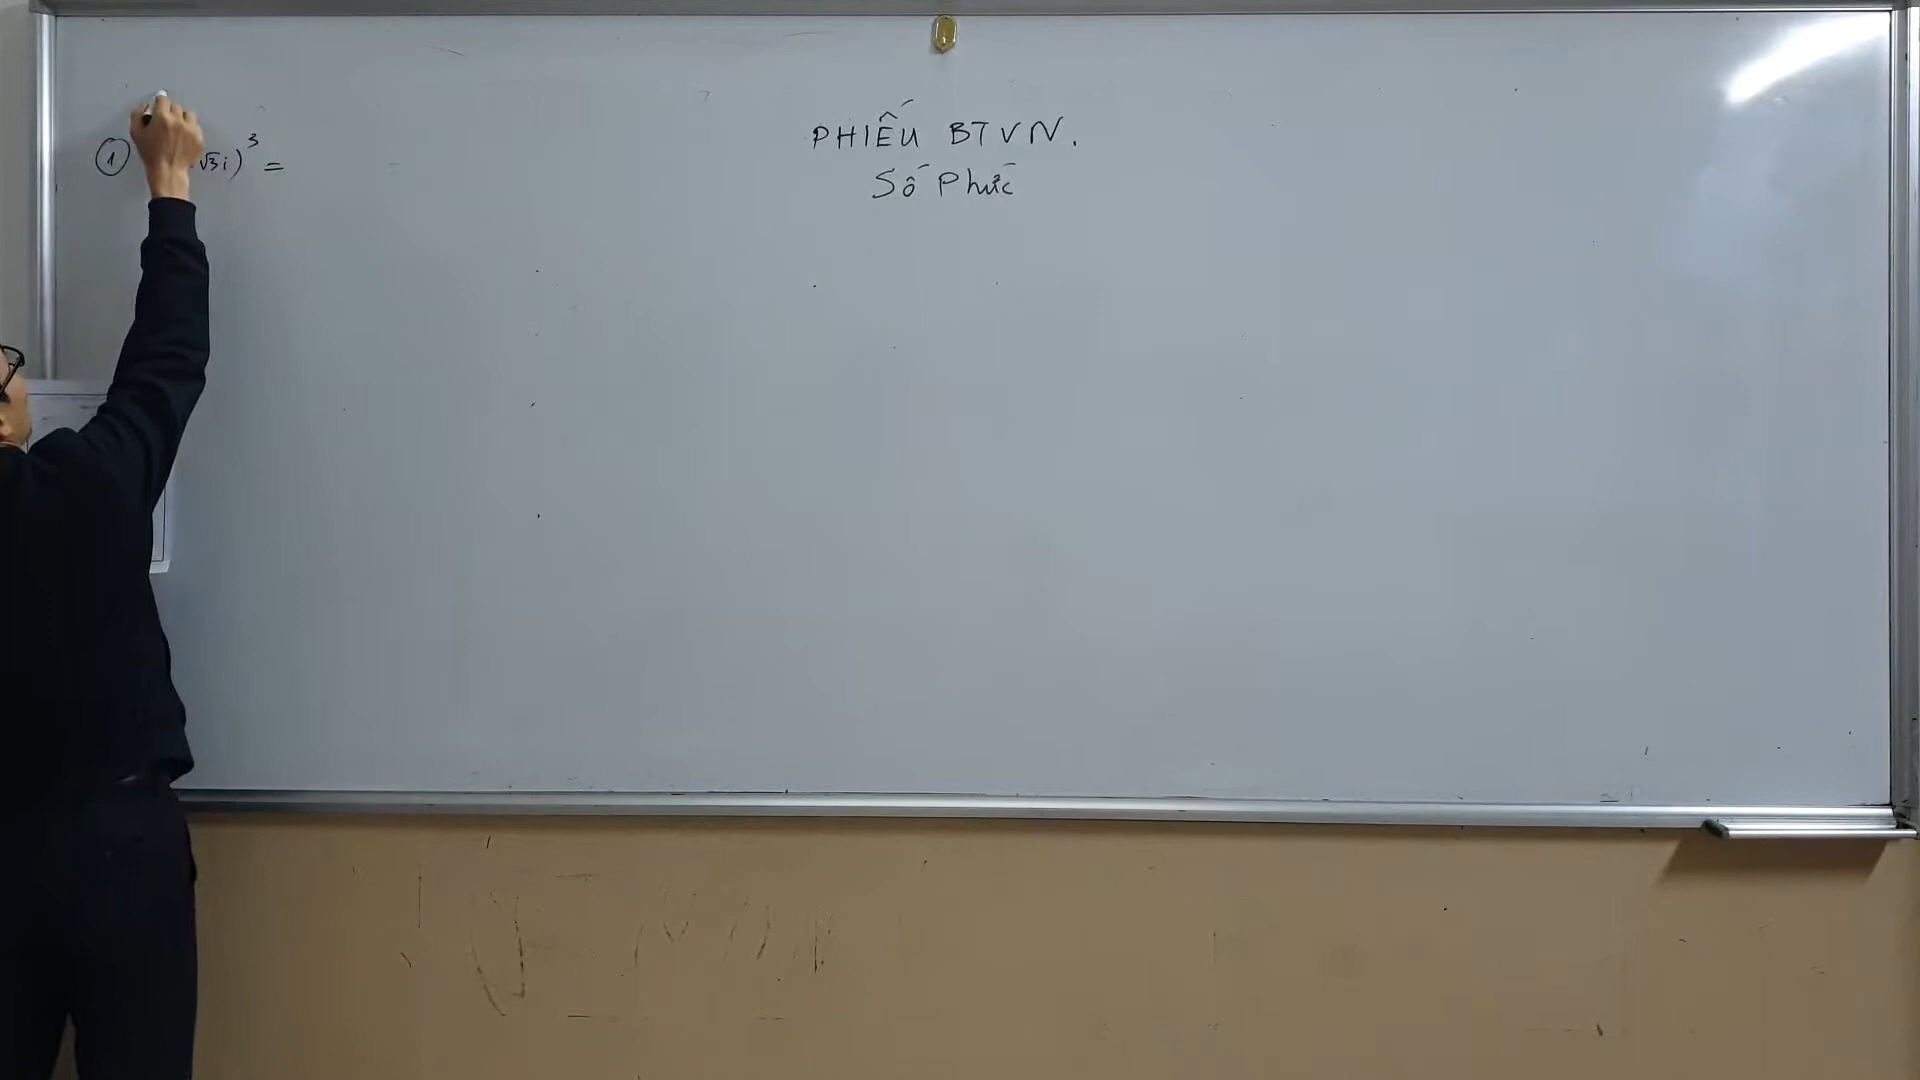 PHIẾU BTVN.
Số Phức
① √3i)³ =